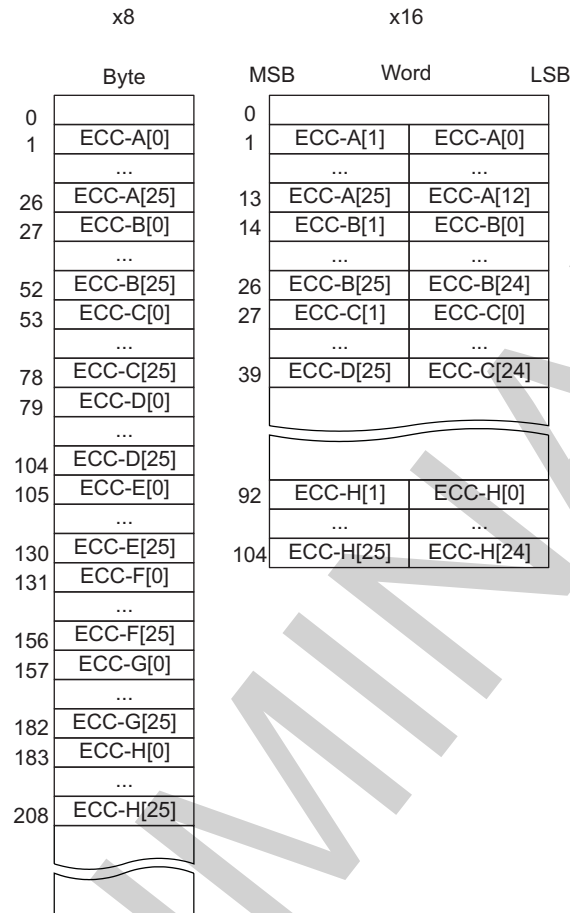 x8 x16
Byte MSB Word LSB
0 0
1 ECC-A[0] 1 ECC-A[1] ECC-A[0]
... ... ...
26 ECC-A[25] 13 ECC-A[25] ECC-A[12]
27 ECC-B[0] 14 ECC-B[1] ECC-B[0]
... ... ...
52 ECC-B[25] 26 ECC-B[25] ECC-B[24]
53 ECC-C[0] 27 ECC-C[1] ECC-C[0]
... ... ...
78 ECC-C[25] 39 ECC-D[25] ECC-C[24]
79 ECC-D[0]
...
104 ECC-D[25]
105 ECC-E[0] 92 ECC-H[1] ECC-H[0]
... ... ...
130 ECC-E[25] 104 ECC-H[25] ECC-H[24]
131 ECC-F[0]
...
156 ECC-F[25]
157 ECC-G[0]
...
182 ECC-G[25]
183 ECC-H[0]
...
208 ECC-H[25]